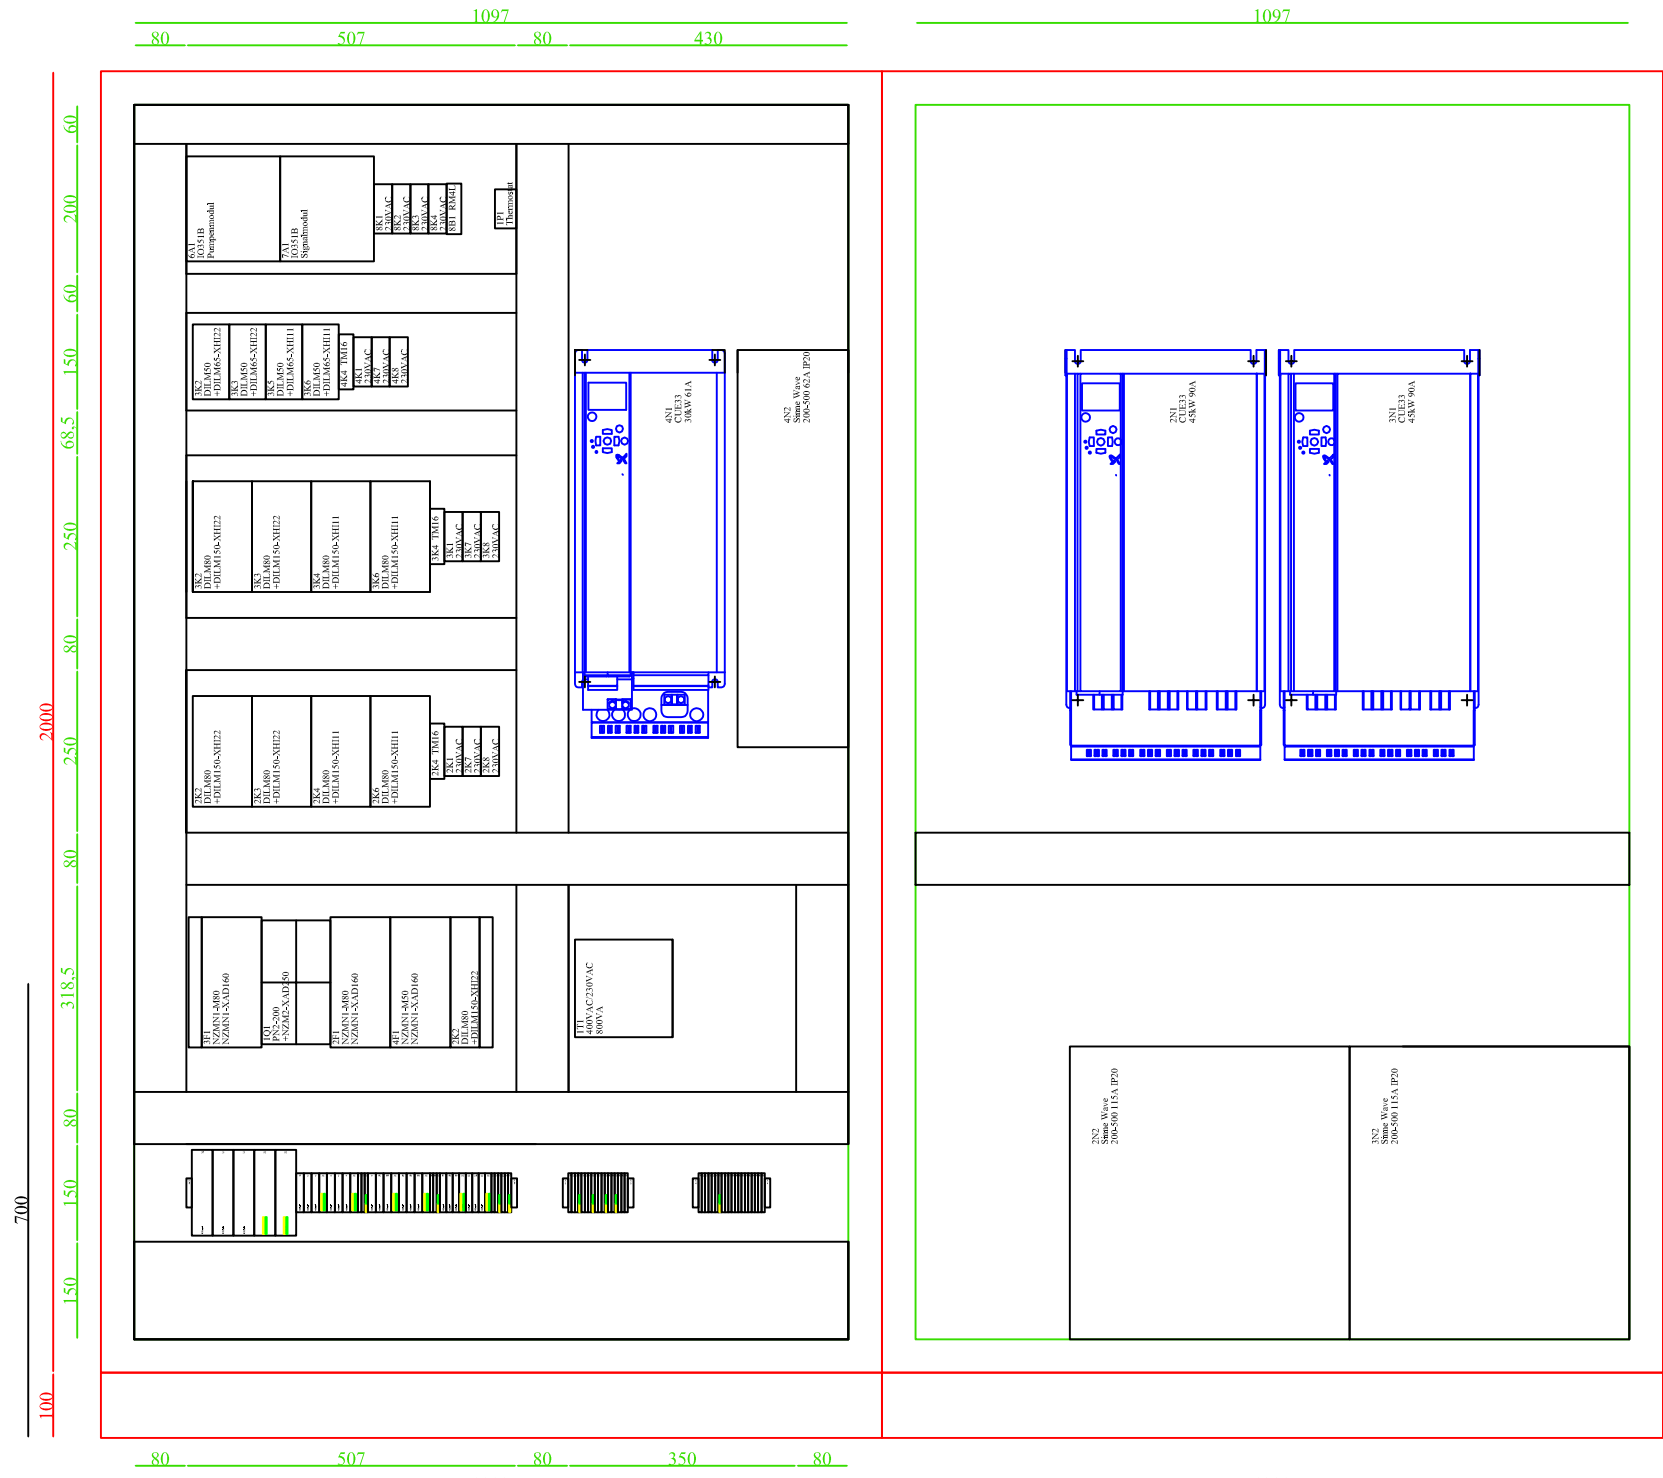 1097
1097
80
507
80
430
60
200
60
150
68,5
250
80
2000
250
80
318,5
80
700
150
150
100
6A1
IO351B
Pumpenmodul
7A1
IO351B
Signalmodul
8K1
230VAC
8K2
230VAC
8K3
230VAC
8K4
230VAC
8B1 RM4L
1P1
Thermostat
3K2
DILM50
+DILM65-XHI22
3K3
DILM50
+DILM65-XHI22
3K5
DILM50
+DILM65-XHI11
3K6
DILM50
+DILM65-XHI11
4K4 TM16
4K1
230VAC
4K7
230VAC
4K8
230VAC
3K2
DILM80
+DILM150-XHI22
3K3
DILM80
+DILM150-XHI22
3K4
DILM80
+DILM150-XHI11
3K6
DILM80
+DILM150-XHI11
3K4 TM16
3K1
230VAC
3K7
230VAC
3K8
230VAC
2K2
DILM80
+DILM150-XHI22
2K3
DILM80
+DILM150-XHI22
2K4
DILM80
+DILM150-XHI11
2K6
DILM80
+DILM150-XHI11
2K4 TM16
2K1
230VAC
2K7
230VAC
2K8
230VAC
4N1
CUE33
30kW 61A
4N2
Sinne Wave
200-500 62A IP20
2N1
CUE33
45kW 90A
3N1
CUE33
45kW 90A
3F1
NZMN1-M80
NZMN1-XAD160
1Q1
PN2-200
+NZM2-XAD250
2F1
NZMN1-M80
NZMN1-XAD160
4F1
NZMN1-M50
NZMN1-XAD160
2K2
DILM80
+DILM150-XHI22
1T1
400VAC/230VAC
800VA
2N2
Sinne Wave
200-500 115A IP20
3N2
Sinne Wave
200-500 115A IP20
80
507
80
350
80